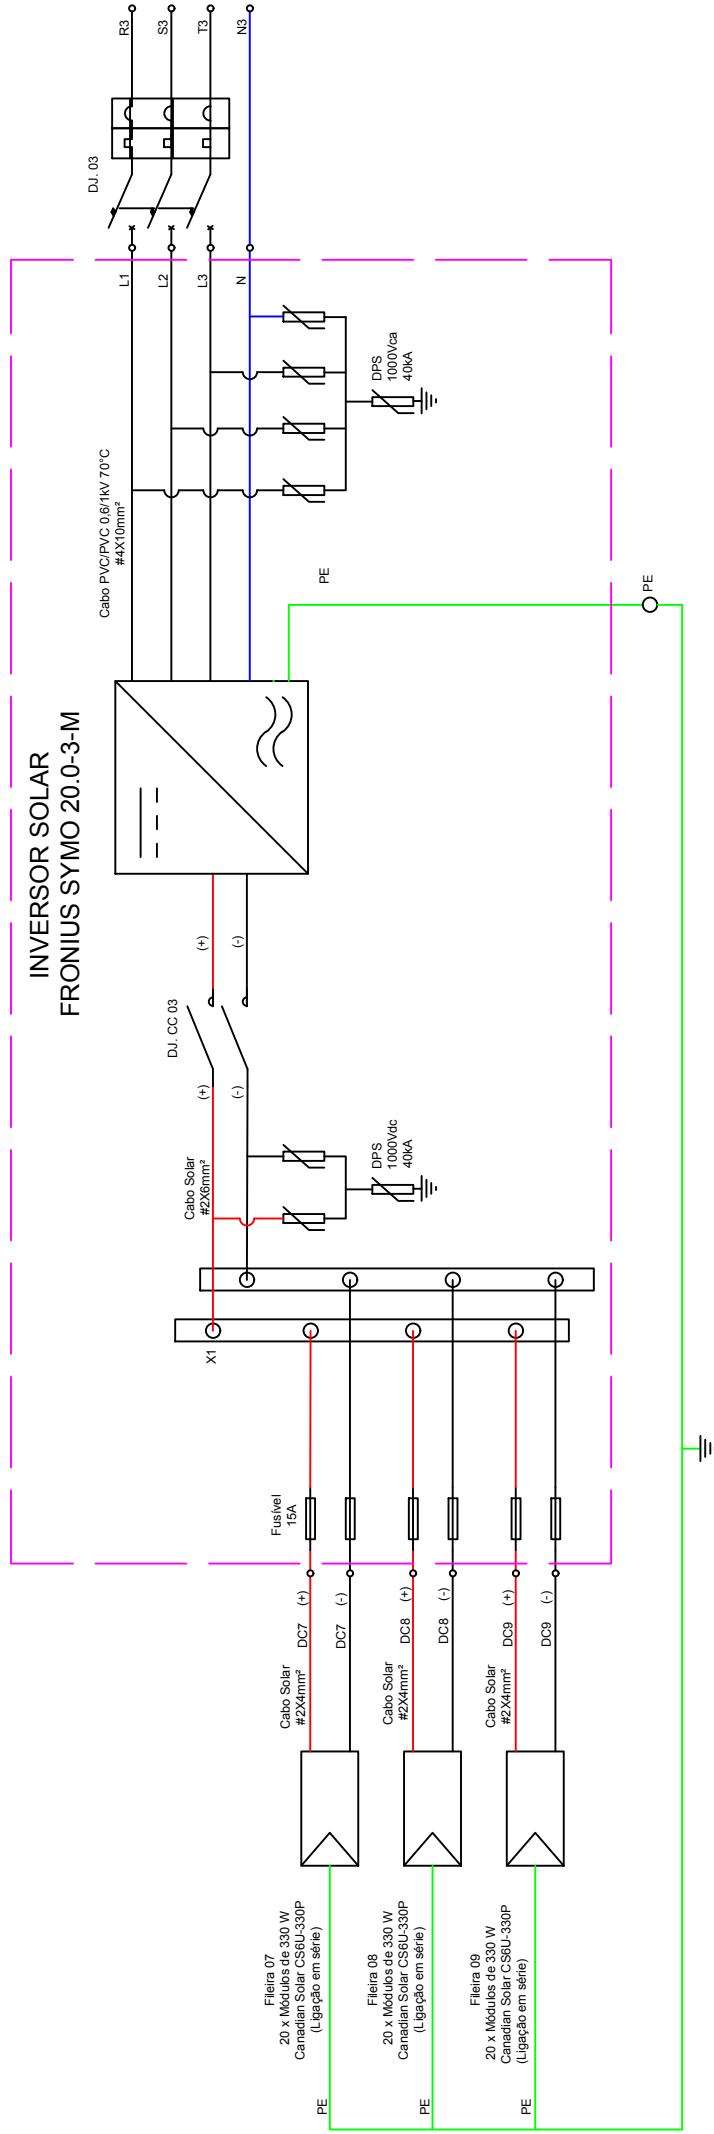 INVERSOR SOLAR
FRONIUS SYMO 20.0-3-M
Fileira 07
20 x Módulos de 330 W
Canadian Solar CS6U-330P
(Ligação em série)
PE
Cabo Solar
#2X4mm²
DC7 (+)
DC7 (-)
Fileira 08
20 x Módulos de 330 W
Canadian Solar CS6U-330P
(Ligação em série)
PE
Cabo Solar
#2X4mm²
DC8 (+)
DC8 (-)
Fileira 09
20 x Módulos de 330 W
Canadian Solar CS6U-330P
(Ligação em série)
PE
Cabo Solar
#2X4mm²
DC9 (+)
DC9 (-)
Fusível
15A
X1
Cabo Solar
#2X6mm²
DPS
1000Vdc
40kA
(+)
(-)
DJ. CC 03
(+)
(-)
Cabo PVC/PVC 0,6/1kV 70°C
#4X10mm²
PE
PE
DPS
1000Vca
40kA
L1
L2
L3
N
DJ. 03
R3
S3
T3
N3